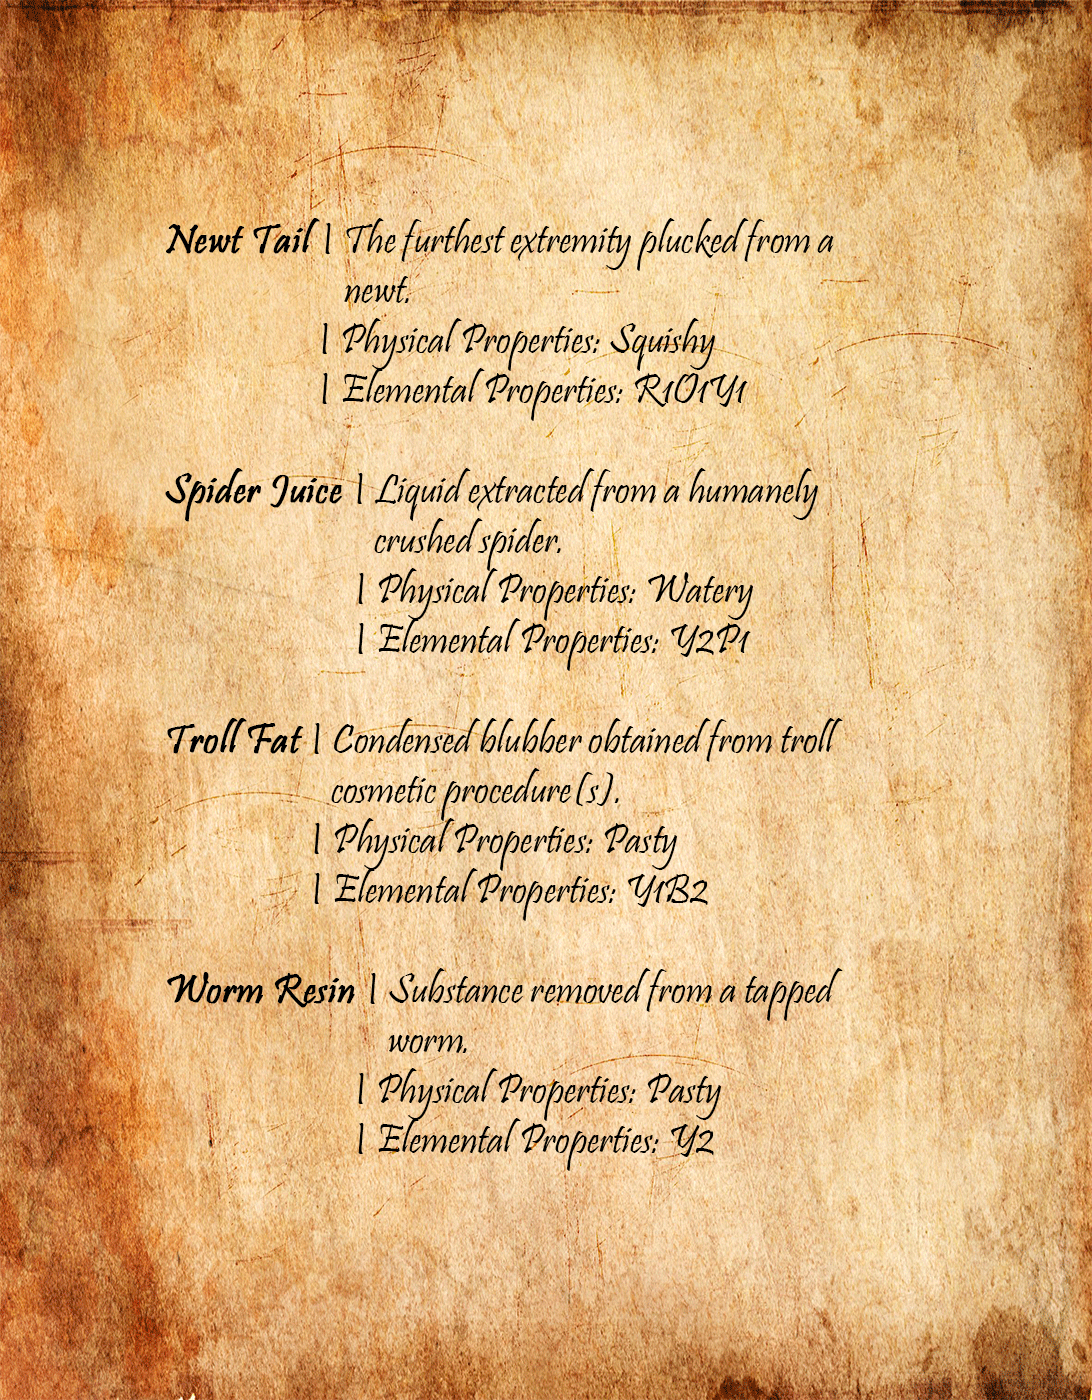 Newt Tail | The furthest extremity plucked from a
newt.
| Physical Properties: Squishy
| Elemental Properties: R1O1Y1
Spider Juice | Liquid extracted from a humanely
crushed spider.
| Physical Properties: Watery
| Elemental Properties: Y2P1
Troll Fat | Condensed blubber obtained from troll
cosmetic procedure(s).
| Physical Properties: Pasty
| Elemental Properties: Y1B2
Worm Resin | Substance removed from a tapped
worm.
| Physical Properties: Pasty
| Elemental Properties: Y2